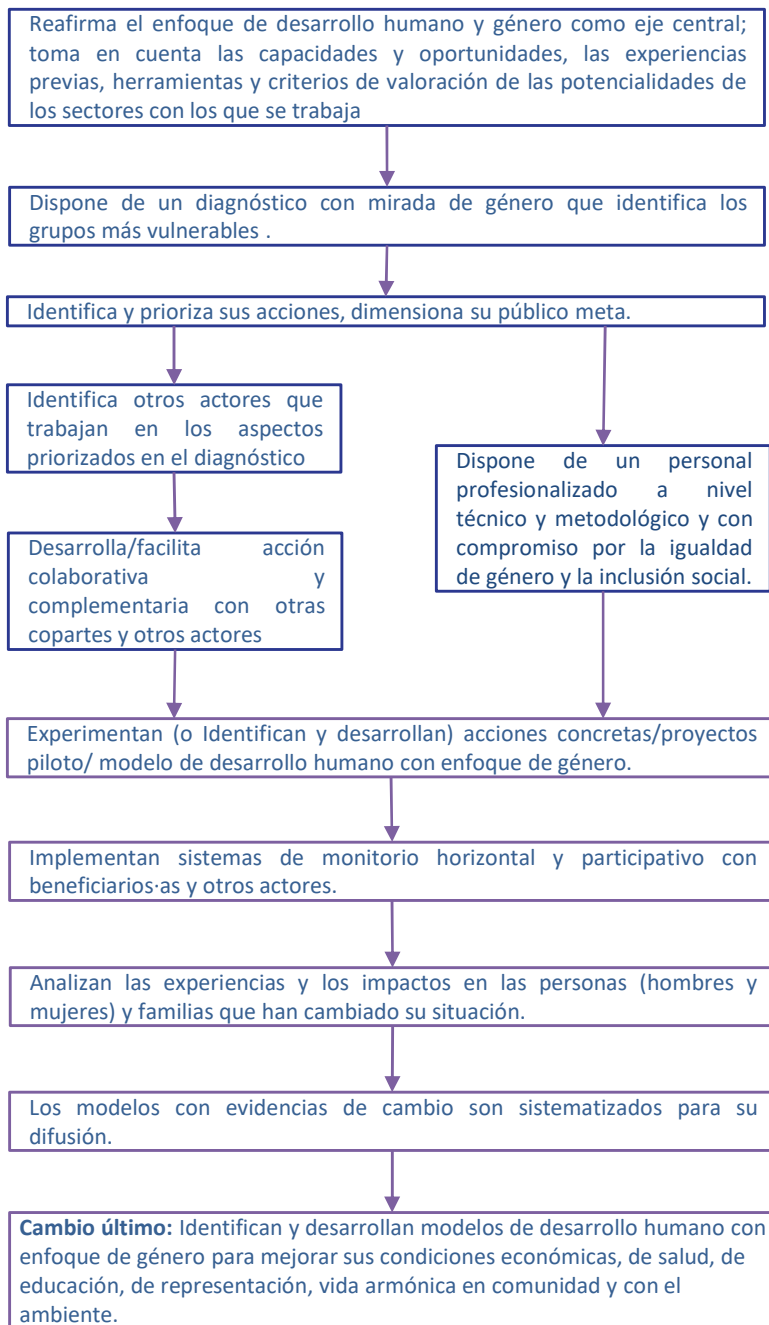 Reafirma el enfoque de desarrollo humano y género como eje central;
toma en cuenta las capacidades y oportunidades, las experiencias
previas, herramientas y criterios de valoración de las potencialidades de
los sectores con los que se trabaja
Dispone de un diagnóstico con mirada de género que identifica los
grupos más vulnerables .
Identifica y prioriza sus acciones, dimensiona su público meta.
Identifica otros actores que
trabajan en los aspectos
priorizados en el diagnóstico
Dispone de un personal
profesionalizado a nivel
técnico y metodológico y con
compromiso por la igualdad
de género y la inclusión social.
Desarrolla/facilita acción
colaborativa y
complementaria con otras
copartes y otros actores
Experimentan (o Identifican y desarrollan) acciones concretas/proyectos
piloto/ modelo de desarrollo humano con enfoque de género.
Implementan sistemas de monitorio horizontal y participativo con
beneficiarios·as y otros actores.
Analizan las experiencias y los impactos en las personas (hombres y
mujeres) y familias que han cambiado su situación.
Los modelos con evidencias de cambio son sistematizados para su
difusión.
Cambio último: Identifican y desarrollan modelos de desarrollo humano con
enfoque de género para mejorar sus condiciones económicas, de salud, de
educación, de representación, vida armónica en comunidad y con el
ambiente.